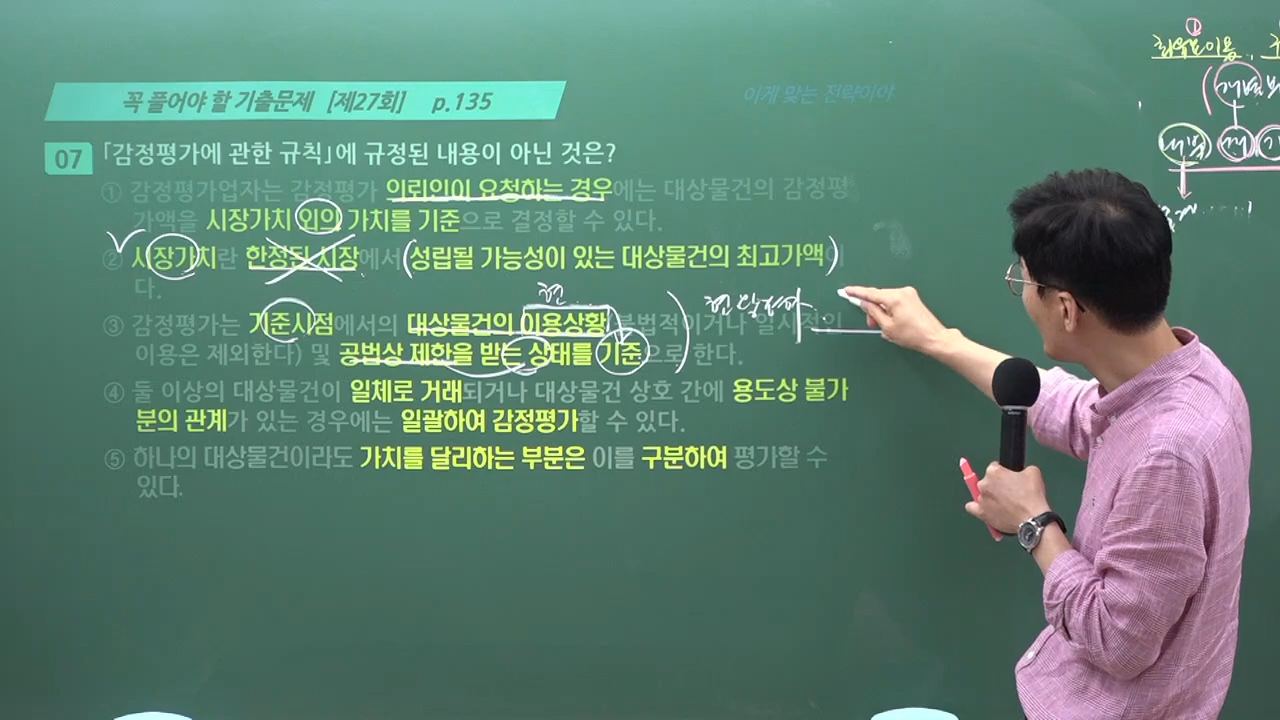 꼭 풀어야 할 기출문제 [제27회] p.135
이게 맞는 전략이야
07 「감정평가에 관한 규칙」에 규정된 내용이 아닌 것은?
① 감정평가업자는 감정평가 의뢰인이 요청하는 경우에는 대상물건의 감정평
가액을 시장가치 외의 가치를 기준으로 결정할 수 있다.
② 시장가치란 한정된 시장에서 (성립될 가능성이 있는 대상물건의 최고가액)이
다.
③ 감정평가는 기준시점에서의 대상물건의 이용상황(불법적이거나 일시적인
이용은 제외한다) 및 공법상 제한을 받는 상태를 기준으로 한다.
④ 둘 이상의 대상물건이 일체로 거래되거나 대상물건 상호 간에 용도상 불가
분의 관계가 있는 경우에는 일괄하여 감정평가할 수 있다.
⑤ 하나의 대상물건이라도 가치를 달리하는 부분은 이를 구분하여 평가할 수
있다.
현
①